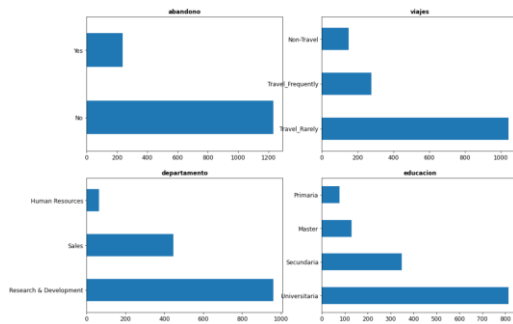 abandono
Yes
No
0 200 400 600 800 1000 1200
viajes
Non-Travel
Travel_Frequently
Travel_Rarely
0 200 400 600 800 1000
departamento
Human Resources
Sales
Research & Development
0 200 400 600 800 1000
educacion
Primaria
Master
Secundaria
Universitaria
0 100 200 300 400 500 600 700 800